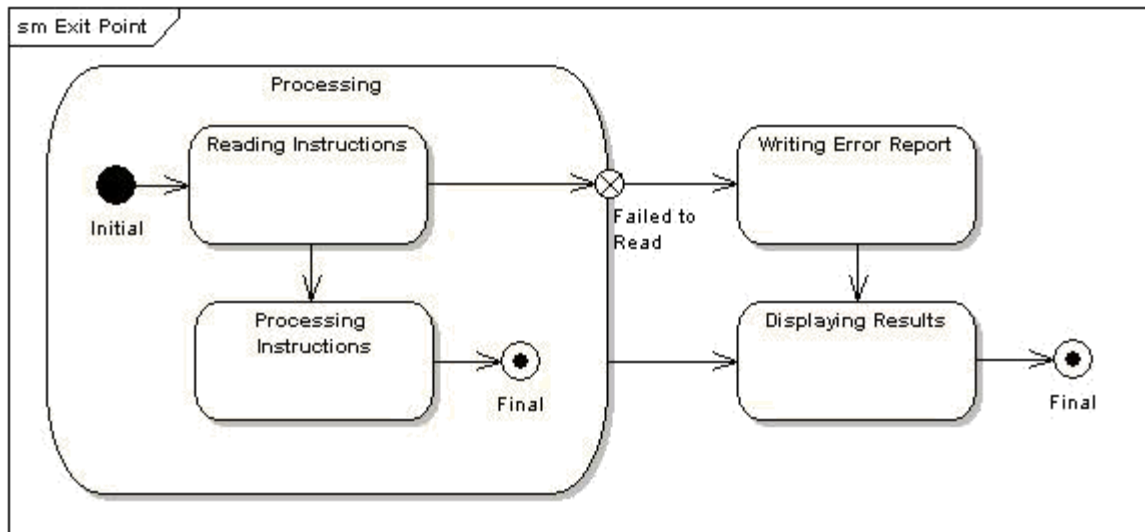 sm Exit Point
Processing
Reading Instructions
Initial
Failed to
Read
Writing Error Report
Processing
Instructions
Final
Displaying Results
Final